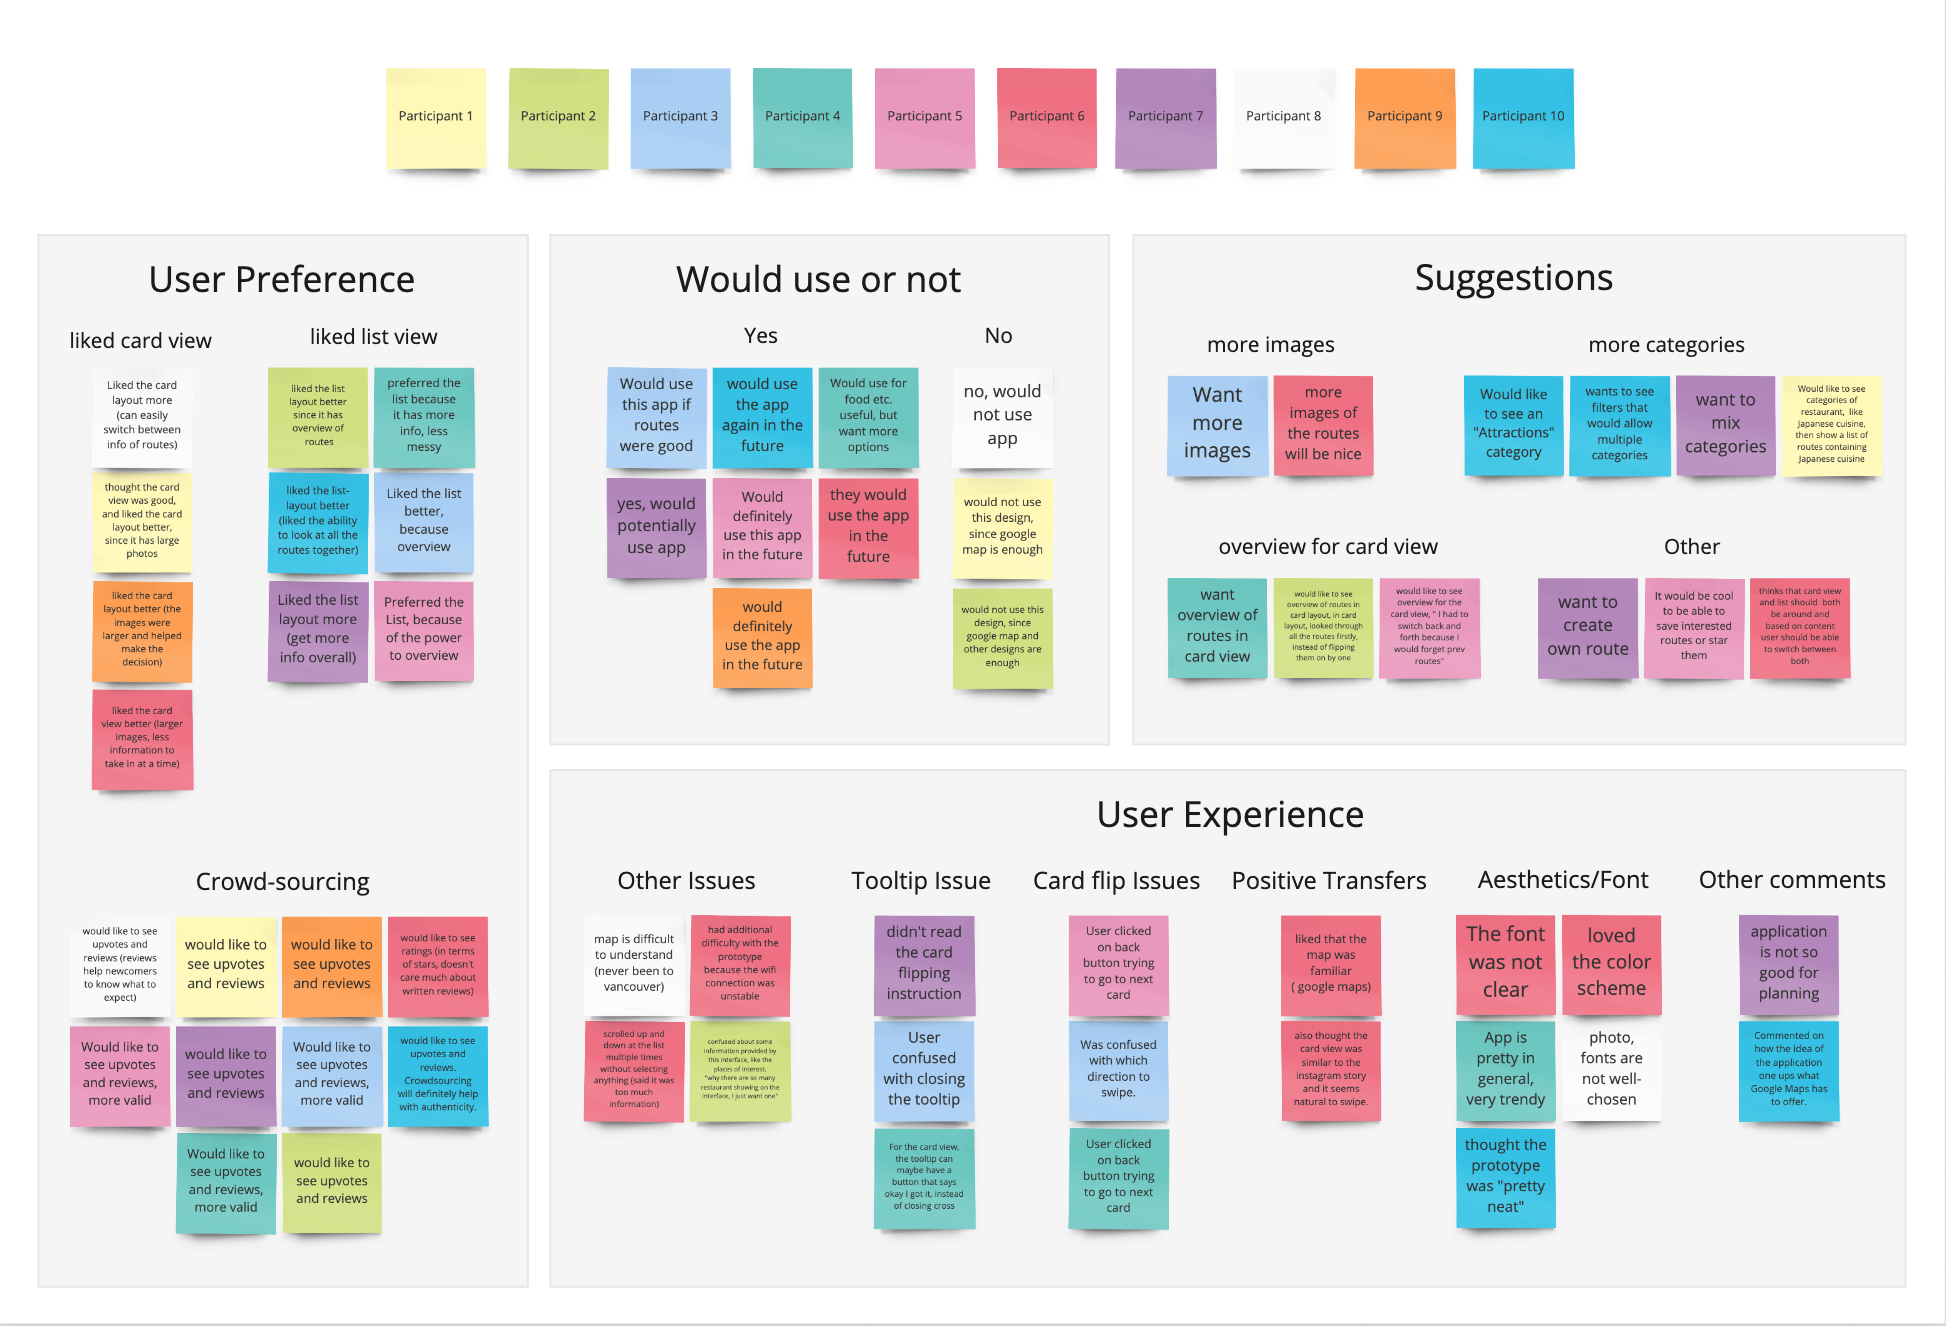 Participant 1
Participant 2
Participant 3
Participant 4
Participant 5
Participant 6
Participant 7
Participant 8
Participant 9
Participant 10
User Preference
liked card view
Liked the card
layout more
(can easily
switch between
info of routes)
thought the card
view was good,
and liked the card
layout better,
since it has large
photos
liked the card
layout better (the
images were
larger and helped
make the
decision)
liked the card
view better (larger
images, less
information to
take in at a time)
liked list view
liked the list
layout better
since it has
overview of
routes
preferred the
list because
it has more
info, less
messy
liked the list-
layout better
(liked the ability
to look at all the
routes together)
Liked the list
better,
because
overview
Liked the list
layout more
(get more
info overall)
Preferred the
List, because
of the power
to overview
Crowd-sourcing
would like to see
upvotes and
reviews (reviews
help newcomers
to know what to
expect)
would like to
see upvotes
and reviews
would like to
see upvotes
and reviews
would like to see
ratings (in terms
of stars, doesn't
care much about
written reviews)
Would like to
see upvotes
and reviews,
more valid
would like to
see upvotes
and reviews
Would like to
see upvotes
and reviews,
more valid
would like to see
upvotes and
reviews.
Crowdsourcing
will definitely help
with authenticity.
Would like to
see upvotes
and reviews,
more valid
would like to
see upvotes
and reviews
Would use or not
Yes
Would use
this app if
routes
were good
would use
the app
again in the
future
Would use for
food etc.
useful, but
want more
options
yes, would
potentially
use app
Would
definitely
use this app
in the future
they would
use the app
in the
future
would
definitely
use the app
in the future
No
no, would
not use
app
would not use
this design,
since google
map is enough
would not use this
design, since
google map and
other designs are
enough
Suggestions
more images
Want
more
images
more
images of
the routes
will be nice
more categories
Would like
to see an
"Attractions"
category
wants to see
filters that
would allow
multiple
categories
want to
mix
categories
Would like to see
categories of
restaurant, like
Japanese cuisine,
then show a list of
routes containing
Japanese cuisine
overview for card view
want
overview of
routes in
card view
would like to see
overview of routes in
card layout, in card
layout, looked through
all the routes firstly,
instead of flipping
them on by one
would like to see
overview for the
card view, " I had to
switch back and
forth because I
would forget prev
routes"
Other
want to
create
own route
It would be cool
to be able to
save interested
routes or star
them
thinks that card view
and list should both
be around and
based on content
user should be able
to switch between
both
User Experience
Other Issues
map is difficult
to understand
(never been to
vancouver)
had additional
difficulty with the
prototype
because the wifi
connection was
unstable
scrolled up and
down at the list
multiple times
without selecting
anything (said it was
too much
information)
confused about some
information provided by
this interface, like the
places of interest.
"why there are so many
restaurant showing on the
interface, I just want one"
Tooltip Issue
didn't read
the card
flipping
instruction
User
confused
with closing
the tooltip
For the card view,
the tooltip can
maybe have a
button that says
okay I got it, instead
of closing cross
Card flip Issues
User clicked
on back
button trying
to go to next
card
Was confused
with which
direction to
swipe.
User clicked
on back
button trying
to go to next
card
Positive Transfers
liked that the
map was
familiar
( google maps)
also thought the
card view was
similar to the
instagram story
and it seems
natural to swipe.
Aesthetics/Font
The font
was not
clear
loved
the color
scheme
App is
pretty in
general,
very trendy
photo,
fonts are
not well-
chosen
thought the
prototype
was "pretty
neat"
Other comments
application
is not so
good for
planning
Commented on
how the idea of
the application
one ups what
Google Maps has
to offer.